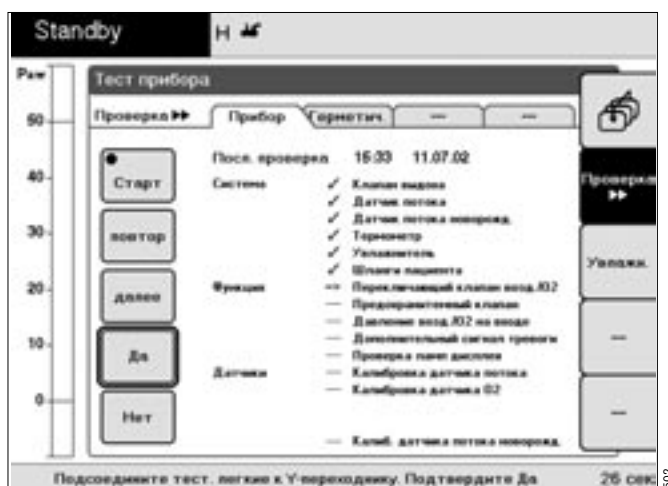 Standby
H
Paw
Тест прибора
Проверка ▶▶
Прибор
Герметич.
—
—
50
40
30
20
10
0
Старт
повтор
далее
Да
Нет
Посл. проверка 15:33 11.07.02
Система ✓ Клапан выдоха
✓ Датчик потока
✓ Датчик потока новорожд.
✓ Термометр
✓ Увлажнитель
✓ Шланги пациента
Функция → Переключающий клапан возд./O2
— Предохранительный клапан
— Давление возд./O2 на входе
— Дополнительный сигнал тревоги
— Проверка ламп дисплея
Датчики — Калибровка датчика потока
— Калибровка датчика O2
— Калиб. датчика потока новорожд.
Проверка
▶▶
Увлажн.
—
—
Подсоедините тест. легкие к Y-переходнику. Подтвердите Да
26 сек